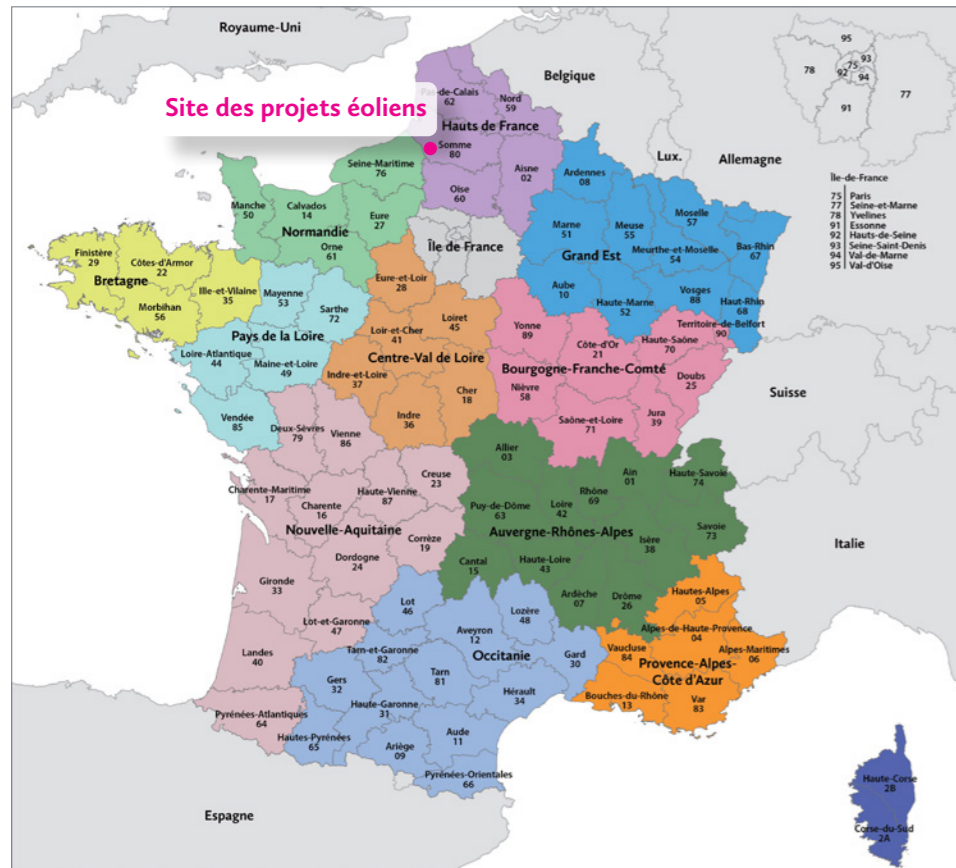 Royaume-Uni
Belgique
Lux.
Allemagne
Suisse
Italie
Espagne
Site des projets éoliens
Pas-de-Calais
62
Nord
59
Hauts de France
Somme
80
Aisne
02
Oise
60
Seine-Maritime
76
Manche
50
Calvados
14
Eure
27
Normandie
Orne
61
Île de France
Ardennes
08
Marne
51
Meuse
55
Moselle
57
Meurthe-et-Moselle
54
Bas-Rhin
67
Grand Est
Aube
10
Haute-Marne
52
Vosges
88
Haut-Rhin
68
Finistère
29
Côtes-d'Armor
22
Bretagne
Ille-et-Vilaine
35
Morbihan
56
Mayenne
53
Sarthe
72
Pays de la Loire
Loire-Atlantique
44
Maine-et-Loire
49
Vendée
85
Eure-et-Loir
28
Loiret
45
Loir-et-Cher
41
Centre-Val de Loire
Indre-et-Loire
37
Cher
18
Indre
36
Yonne
89
Côte-d'Or
21
Haute-Saône
70
Territoire-de-Belfort
90
Bourgogne-Franche-Comté
Nièvre
58
Doubs
25
Saône-et-Loire
71
Jura
39
Deux-Sèvres
79
Vienne
86
Creuse
23
Charente-Maritime
17
Charente
16
Haute-Vienne
87
Nouvelle-Aquitaine
Corrèze
19
Dordogne
24
Gironde
33
Lot-et-Garonne
47
Landes
40
Pyrénées-Atlantiques
64
Allier
03
Ain
01
Haute-Savoie
74
Puy-de-Dôme
63
Loire
42
Rhône
69
Auvergne-Rhônes-Alpes
Isère
38
Savoie
73
Cantal
15
Haute-Loire
43
Ardèche
07
Drôme
26
Lot
46
Lozère
48
Aveyron
12
Occitanie
Gard
30
Tarn-et-Garonne
82
Gers
32
Tarn
81
Hérault
34
Haute-Garonne
31
Hautes-Pyrénées
65
Ariège
09
Aude
11
Pyrénées-Orientales
66
Hautes-Alpes
05
Alpes-de-Haute-Provence
04
Alpes-Maritimes
06
Vaucluse
84
Provence-Alpes-
Côte d'Azur
Bouches-du-Rhône
13
Var
83
Haute-Corse
2B
Corse-du-Sud
2A
95
78
93
75
92
94
77
91
Île-de-France
75 Paris
77 Seine-et-Marne
78 Yvelines
91 Essonne
92 Hauts-de-Seine
93 Seine-Saint-Denis
94 Val-de-Marne
95 Val-d'Oise